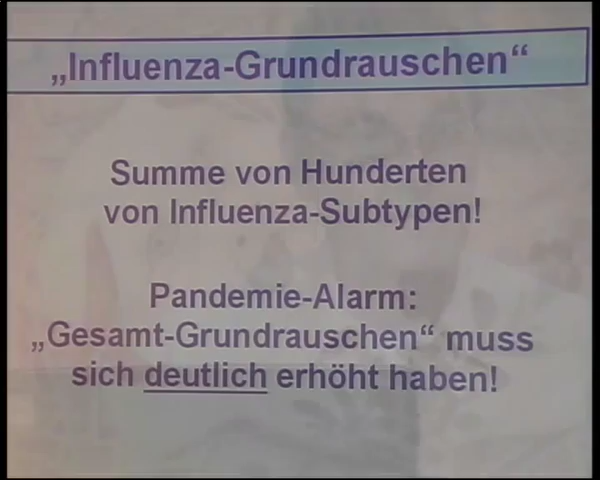 „Influenza-Grundrauschen“
Summe von Hunderten
von Influenza-Subtypen!
Pandemie-Alarm:
„Gesamt-Grundrauschen“ muss
sich deutlich erhöht haben!